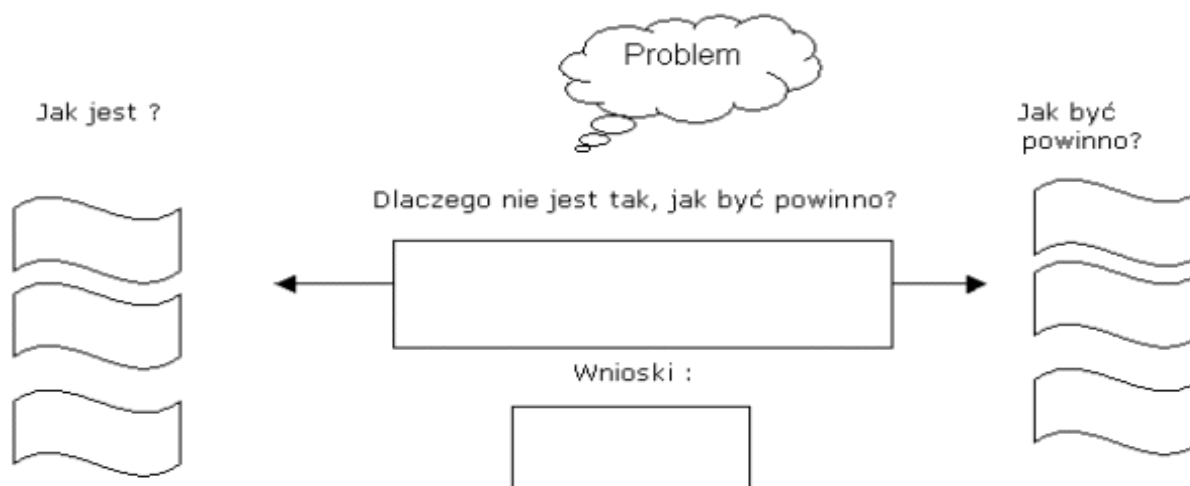 Problem
Jak jest ?
Jak być
powinno?
Dlaczego nie jest tak, jak być powinno?
Wnioski :